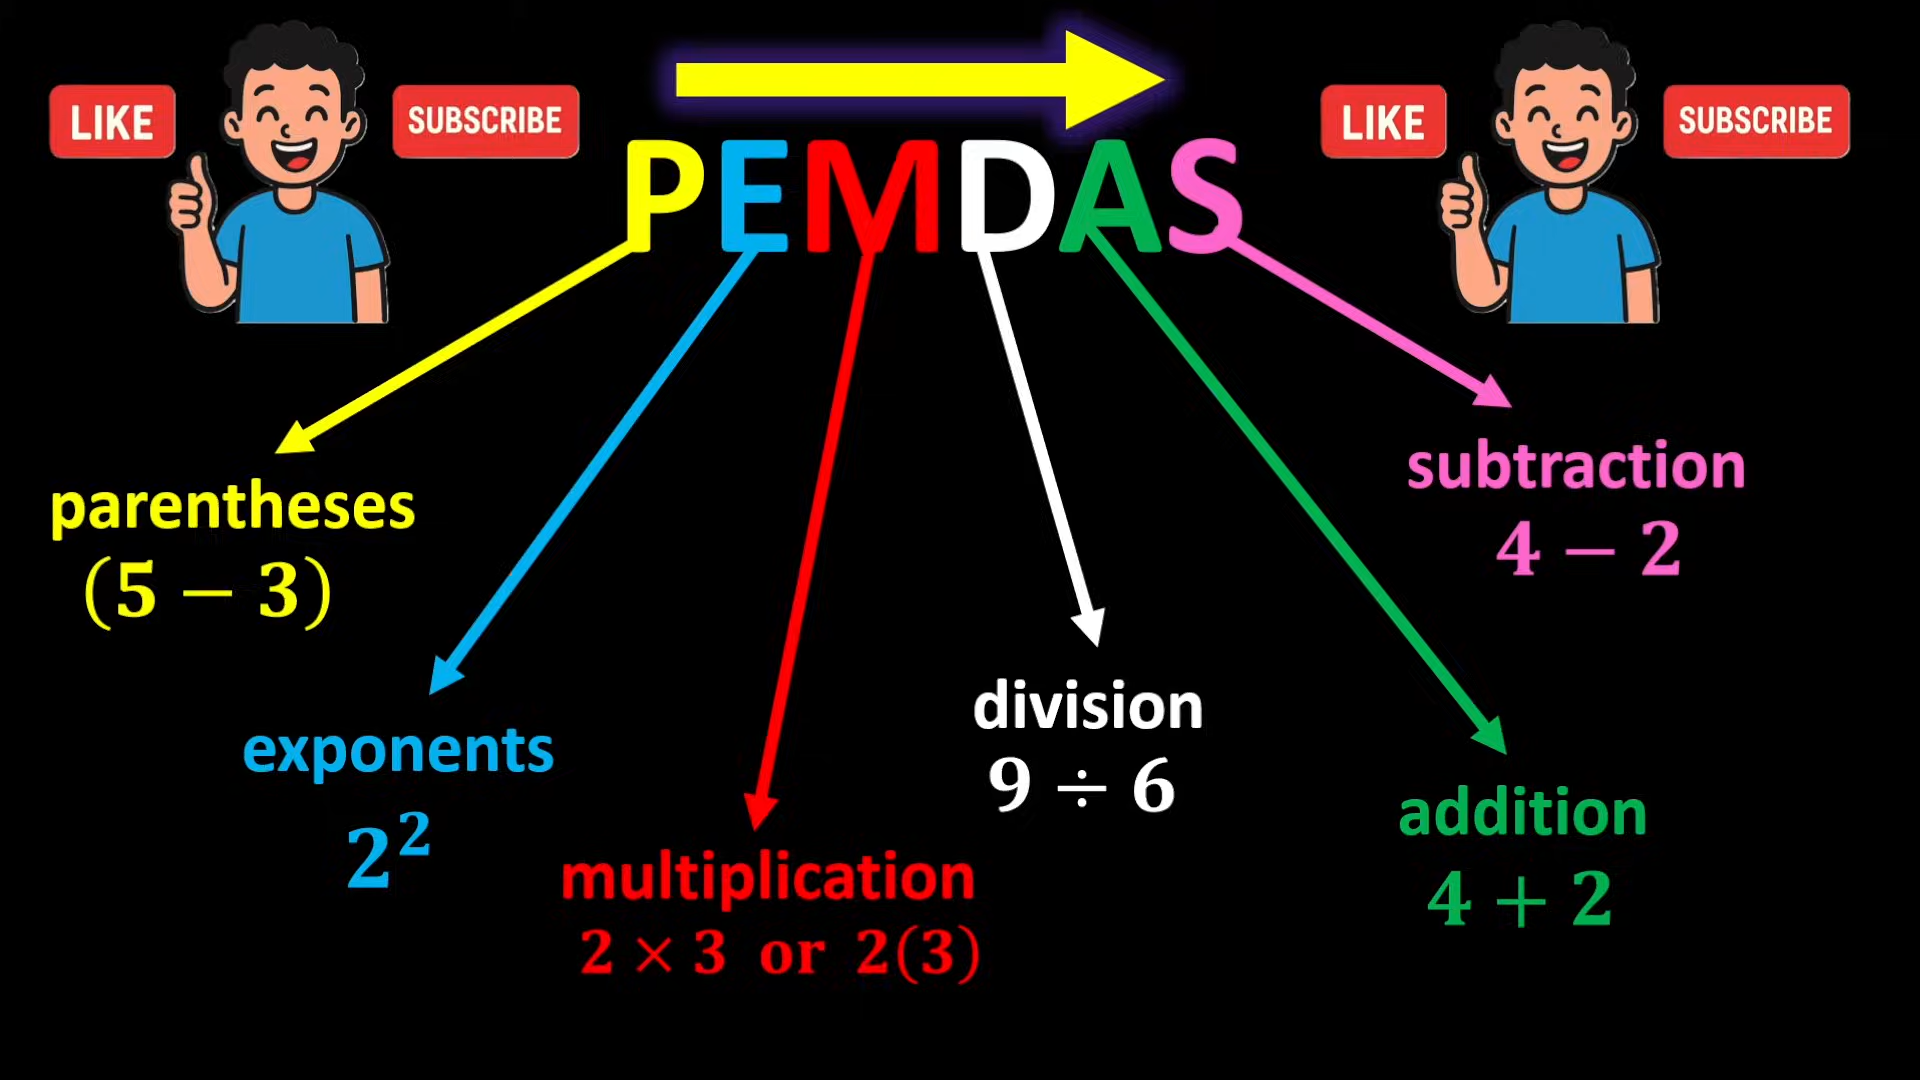 LIKE
SUBSCRIBE
PEMDAS
LIKE
SUBSCRIBE
parentheses
(5 − 3)
exponents
2²
multiplication
2 × 3 or 2(3)
division
9 ÷ 6
addition
4 + 2
subtraction
4 − 2